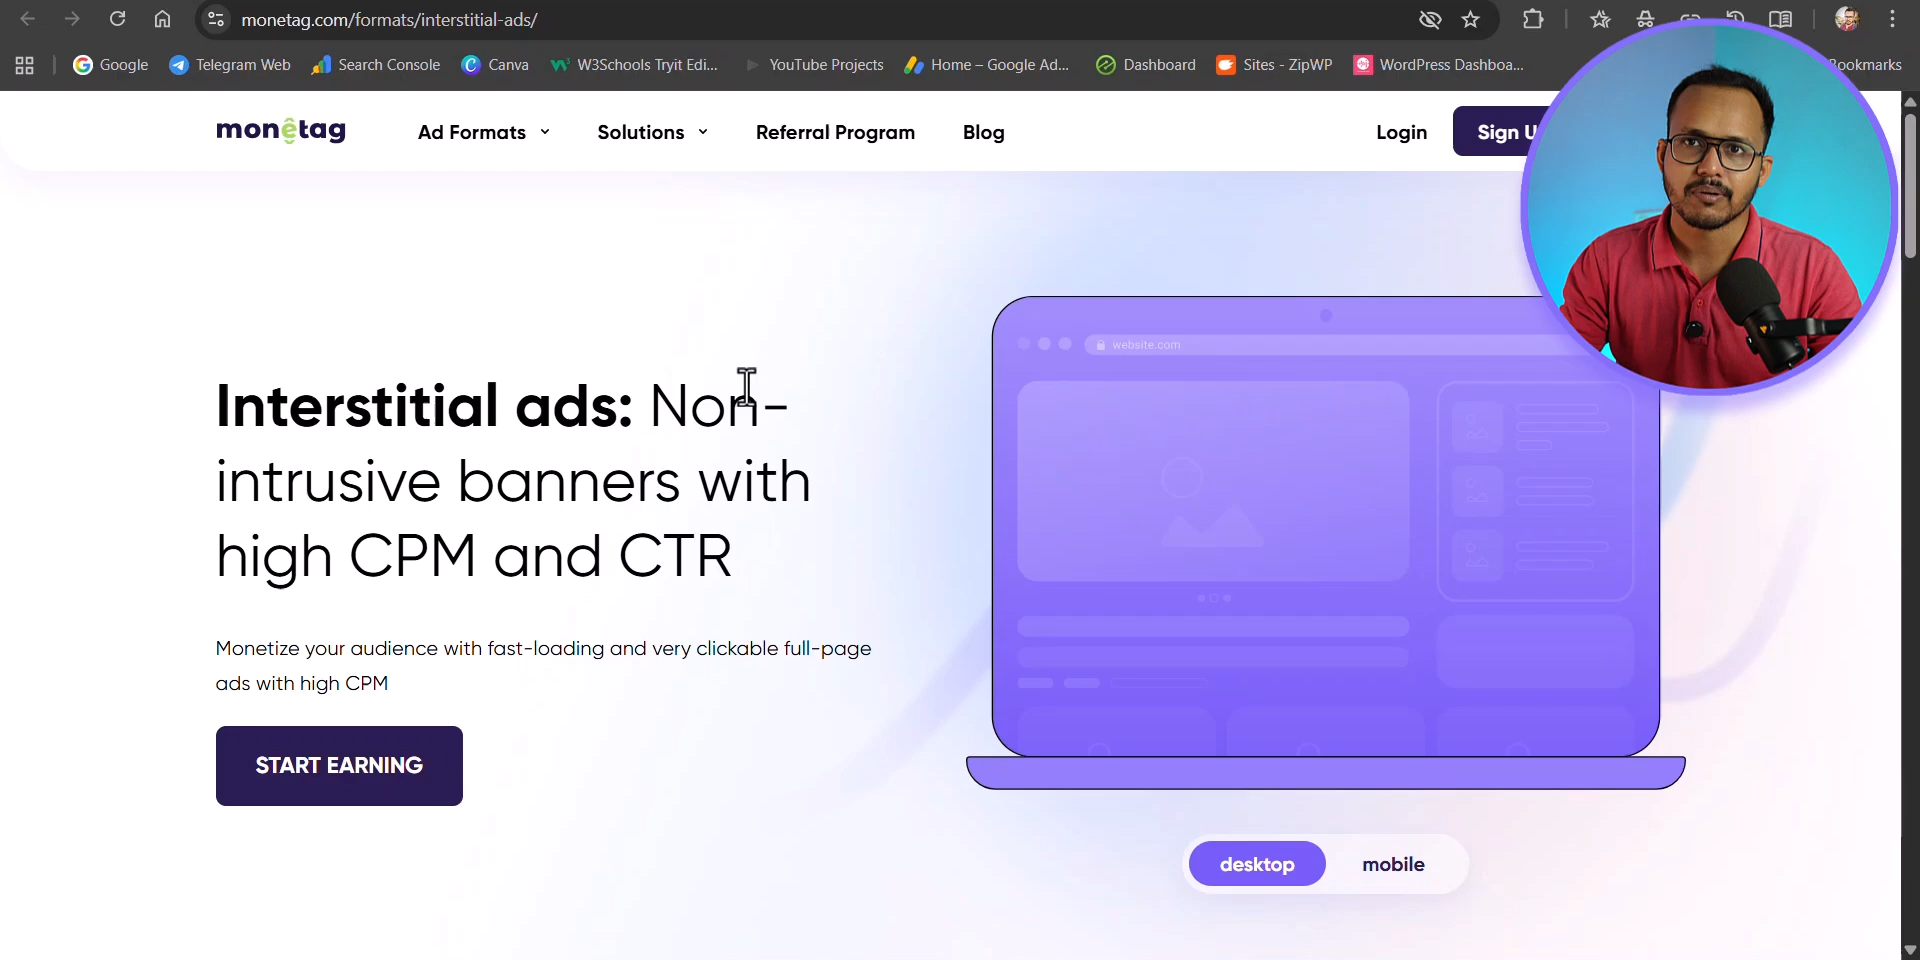 monetag.com/formats/interstitial-ads/
Google
Telegram Web
Search Console
Canva
W3Schools Tryit Edi...
YouTube Projects
Home – Google Ad...
Dashboard
Sites - ZipWP
WordPress Dashboa...
Bookmarks
monetag
Ad Formats
Solutions
Referral Program
Blog
Login
Sign U
website.com
Interstitial ads: Non-
intrusive banners with
high CPM and CTR
Monetize your audience with fast-loading and very clickable full-page
ads with high CPM
START EARNING
desktop
mobile